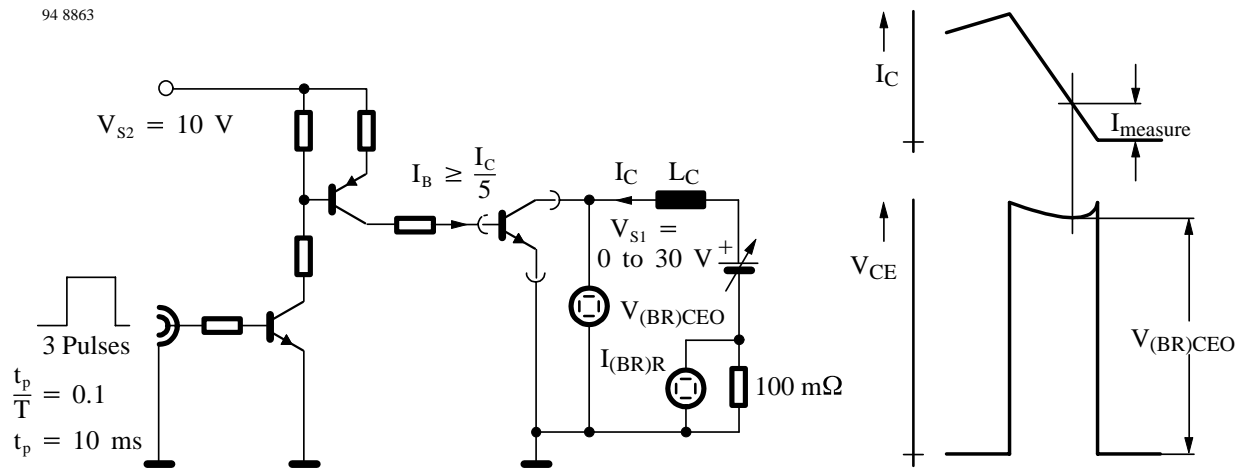 94 8863
V_S2 = 10 V
I_B ≥ I_C/5
I_C L_C
V_S1 =
0 to 30 V +
V_(BR)CEO
I_(BR)R
100 mΩ
3 Pulses
t_p/T = 0.1
t_p = 10 ms
I_C
I_measure
V_CE
V_(BR)CEO